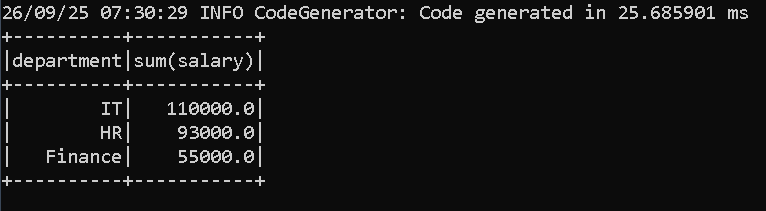 26/09/25 07:30:29 INFO CodeGenerator: Code generated in 25.685901 ms
+----------+-----------+
|department|sum(salary)|
+----------+-----------+
|        IT|   110000.0|
|        HR|    93000.0|
|   Finance|    55000.0|
+----------+-----------+